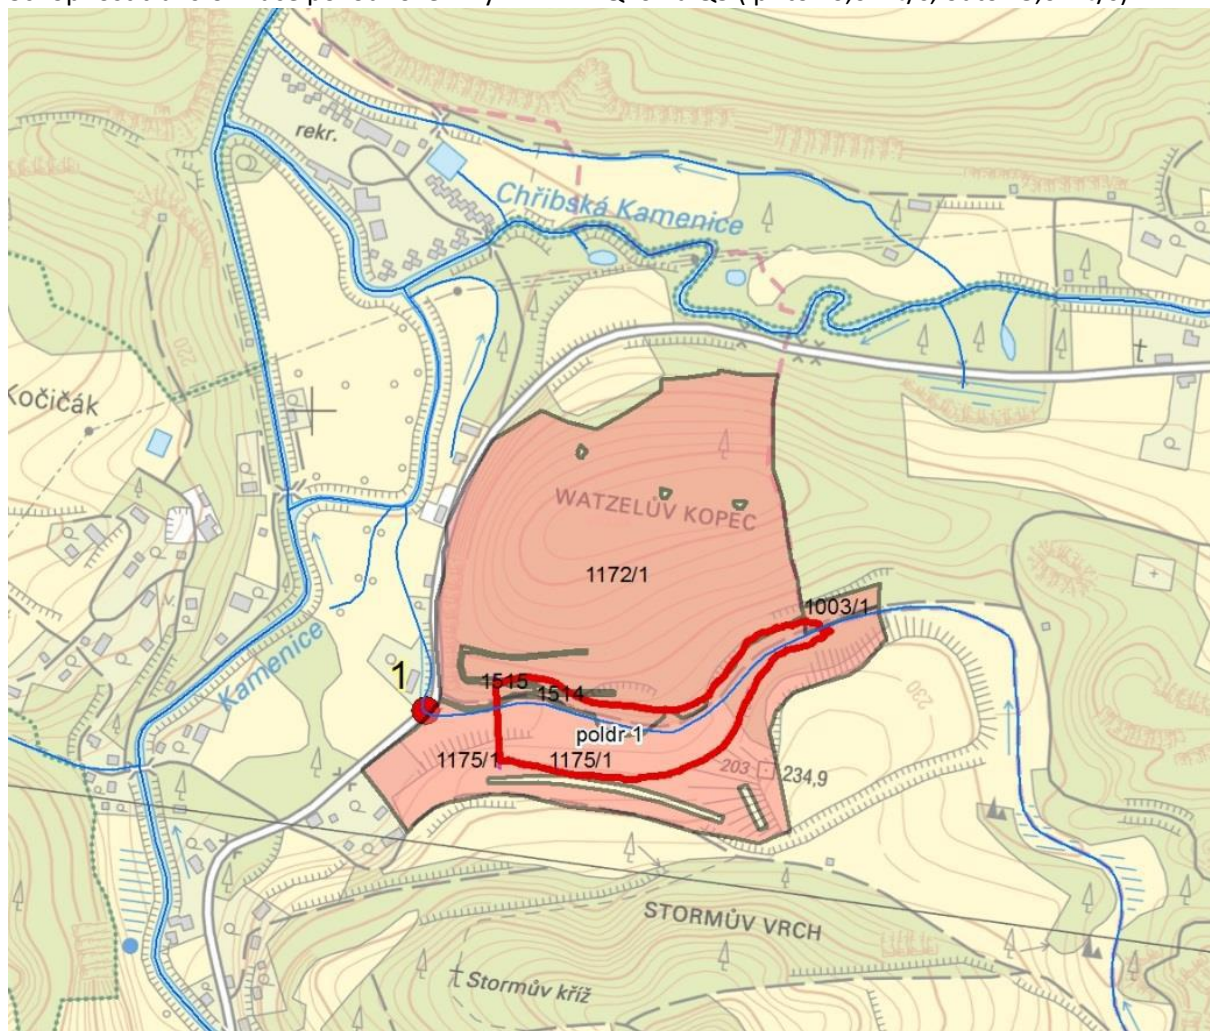 rekr.
Chřibská Kamenice
Kočičák
220
WATZELŮV KOPEC
1172/1
1003/1
Kamenice
1
1515
1514
poldr 1
1175/1
1175/1
203
234,9
230
STORMŮV VRCH
Stormův kříž